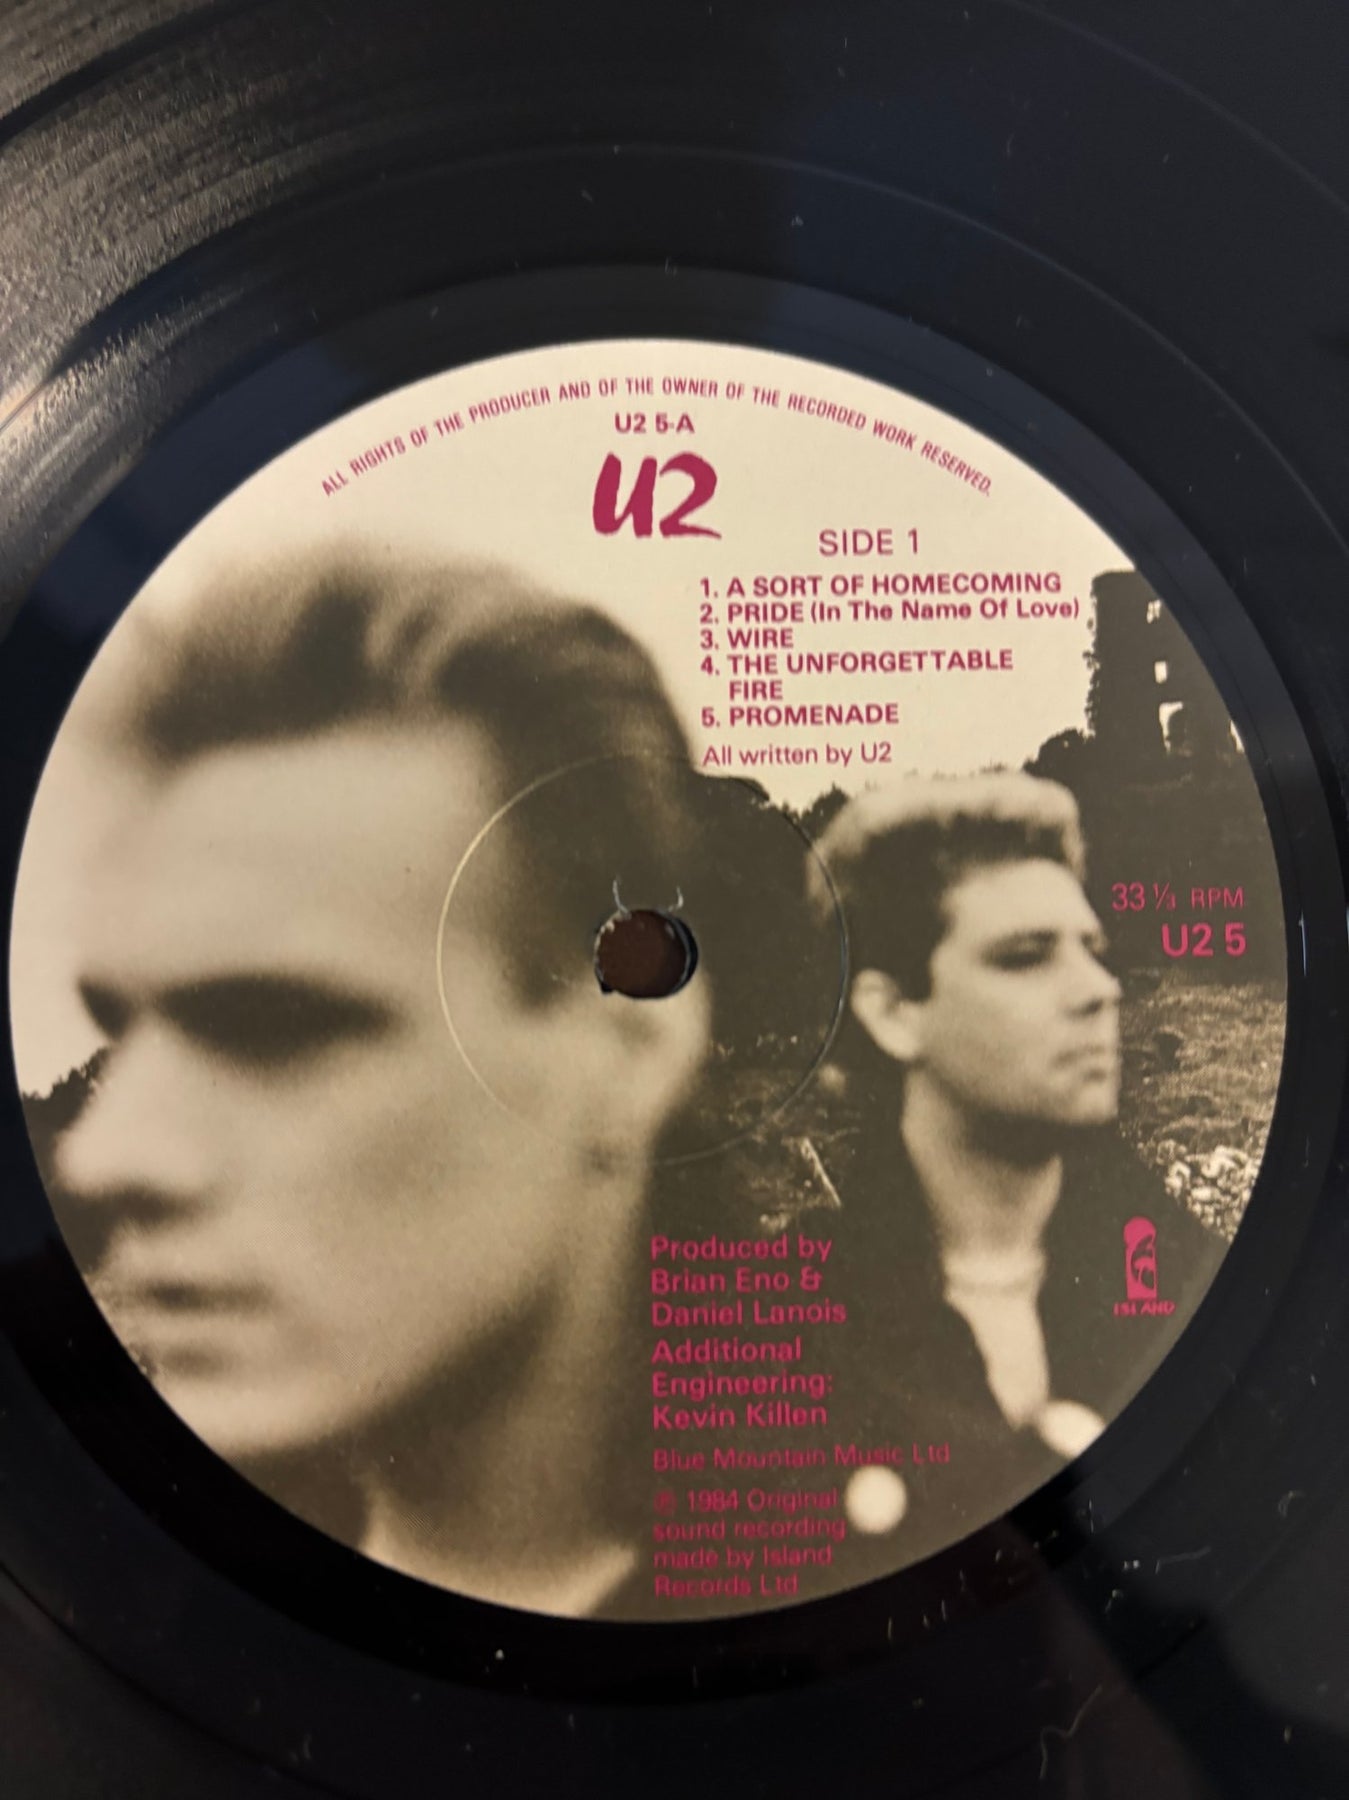 ALL RIGHTS OF THE PRODUCER AND OF THE OWNER OF THE RECORDED WORK RESERVED.
U2 5-A
U2
SIDE 1
1. A SORT OF HOMECOMING
2. PRIDE (In The Name Of Love)
3. WIRE
4. THE UNFORGETTABLE
FIRE
5. PROMENADE
All written by U2
33 ⅓ RPM
U2 5
Produced by
Brian Eno &
Daniel Lanois
ISLAND
Additional
Engineering:
Kevin Killen
Blue Mountain Music Ltd
℗ 1984 Original
sound recording
made by Island
Records Ltd